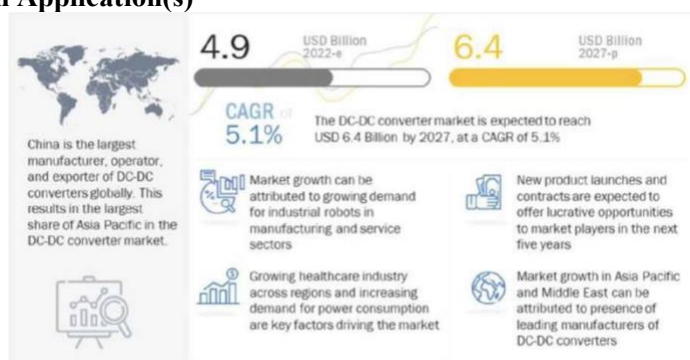 Application(s)
4.9
USD Billion
2022-e
6.4
USD Billion
2027-p
CAGR of
5.1%
The DC-DC converter market is expected to reach
USD 6.4 Billion by 2027, at a CAGR of 5.1%
China is the largest
manufacturer, operator,
and exporter of DC-DC
converters globally. This
results in the largest
share of Asia Pacific in the
DC-DC converter market.
Market growth can be
attributed to growing demand
for industrial robots in
manufacturing and service
sectors
New product launches and
contracts are expected to
offer lucrative opportunities
to market players in the next
five years
Growing healthcare industry
across regions and increasing
demand for power consumption
are key factors driving the market
Market growth in Asia Pacific
and Middle East can be
attributed to presence of
leading manufacturers of
DC-DC converters